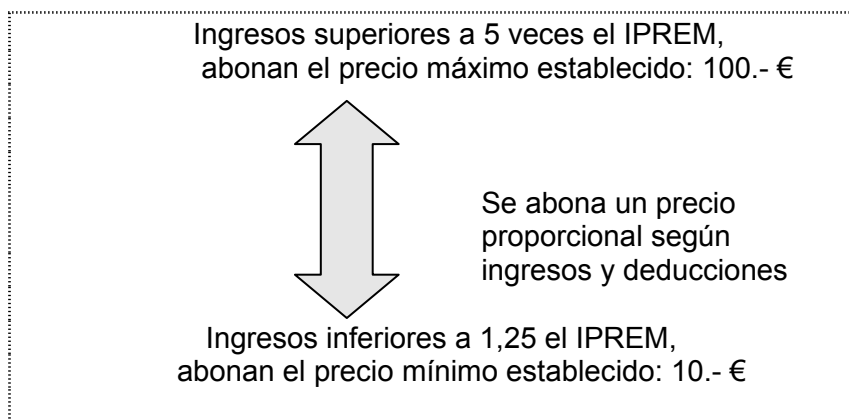 Ingresos superiores a 5 veces el IPREM,
abonan el precio máximo establecido: 100.- €
Se abona un precio
proporcional según
ingresos y deducciones
Ingresos inferiores a 1,25 el IPREM,
abonan el precio mínimo establecido: 10.- €